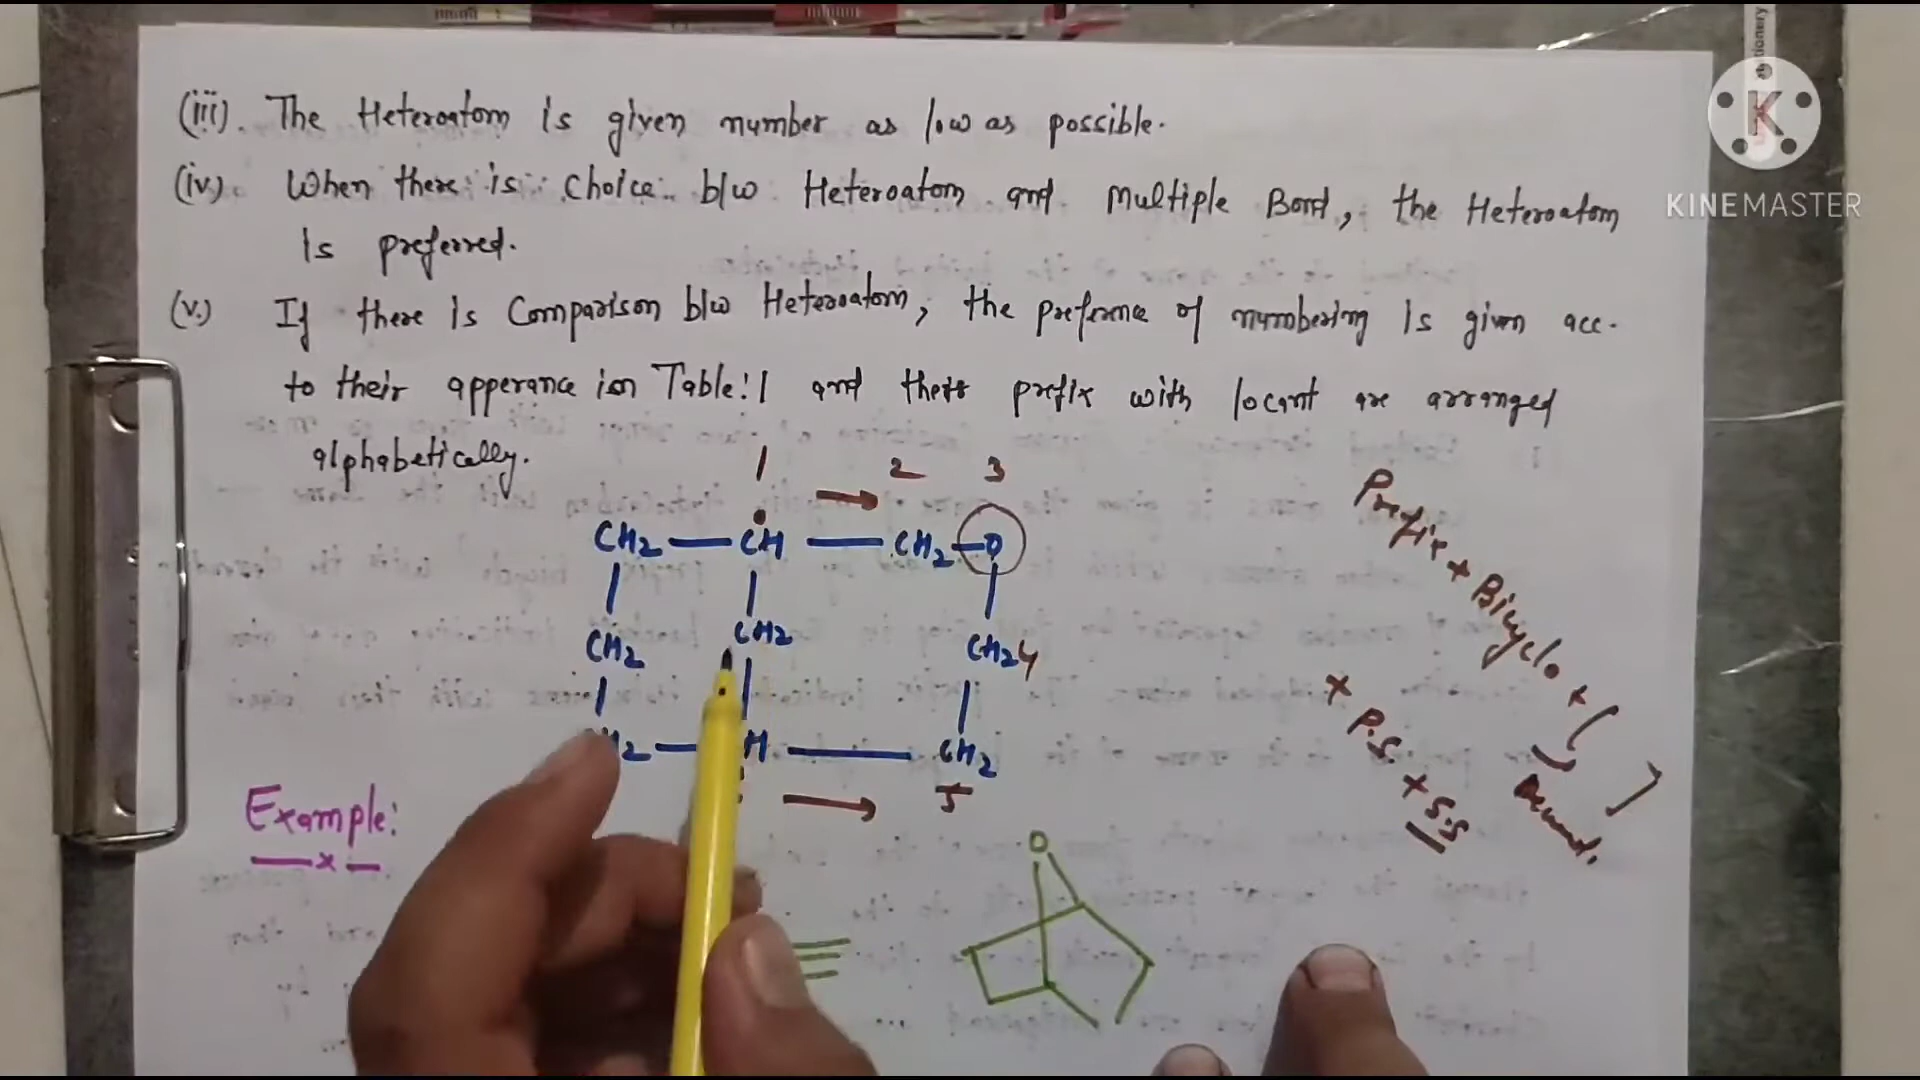 (iii). The Heteroatom is given number as low as possible.
(iv). When there is choice b/w Heteroatom and Multiple Bond, the Heteroatom
is preferred.
(v.) If there is Comparison b/w Heteroatom, the preference of numbering is given acc.
to their apperance ion Table:1 and their prefix with locant are arranged
alphabetically.
1 2 3
CH2 CH CH2 O
CH2 CH2 CH2 4
H2 H CH2
5
Example:
O
Prefix + Bicyclo + [ ]
+ P.S. + S.S
K
KINEMASTER